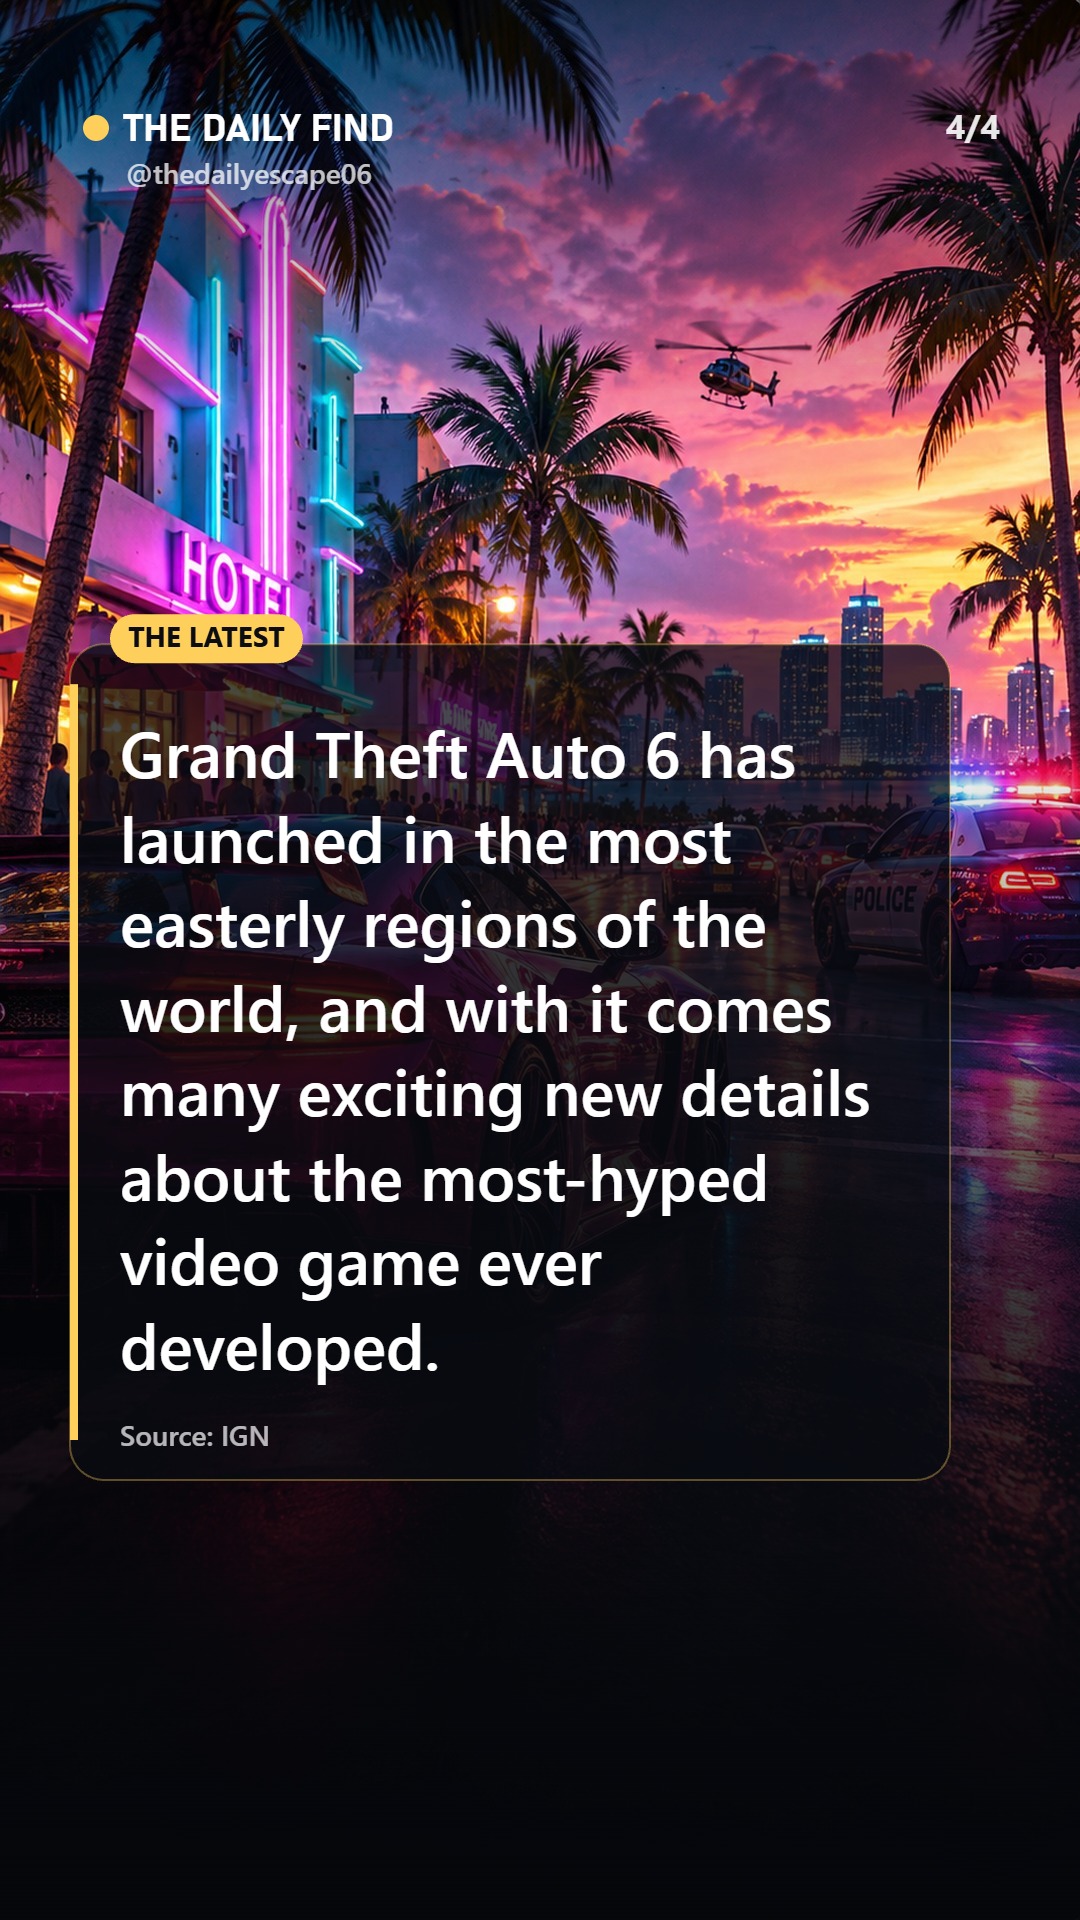 THE DAILY FIND
4/4
@thedailyescape06
HOTEL
THE LATEST
Grand Theft Auto 6 has
launched in the most
easterly regions of the
world, and with it comes
many exciting new details
about the most-hyped
video game ever
developed.
POLICE
Source: IGN